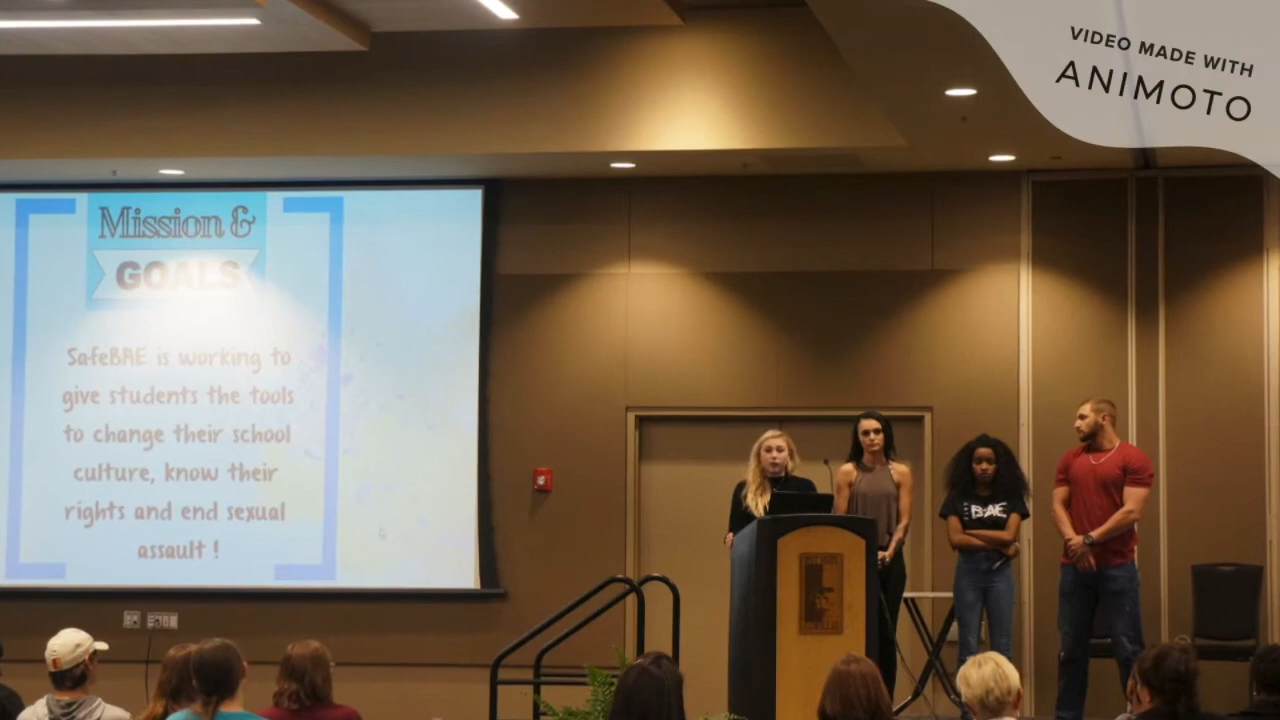 VIDEO MADE WITH
ANIMOTO
Mission &
GOALS
SafeBAE is working to
give students the tools
to change their school
culture, know their
rights and end sexual
assault !
BAE